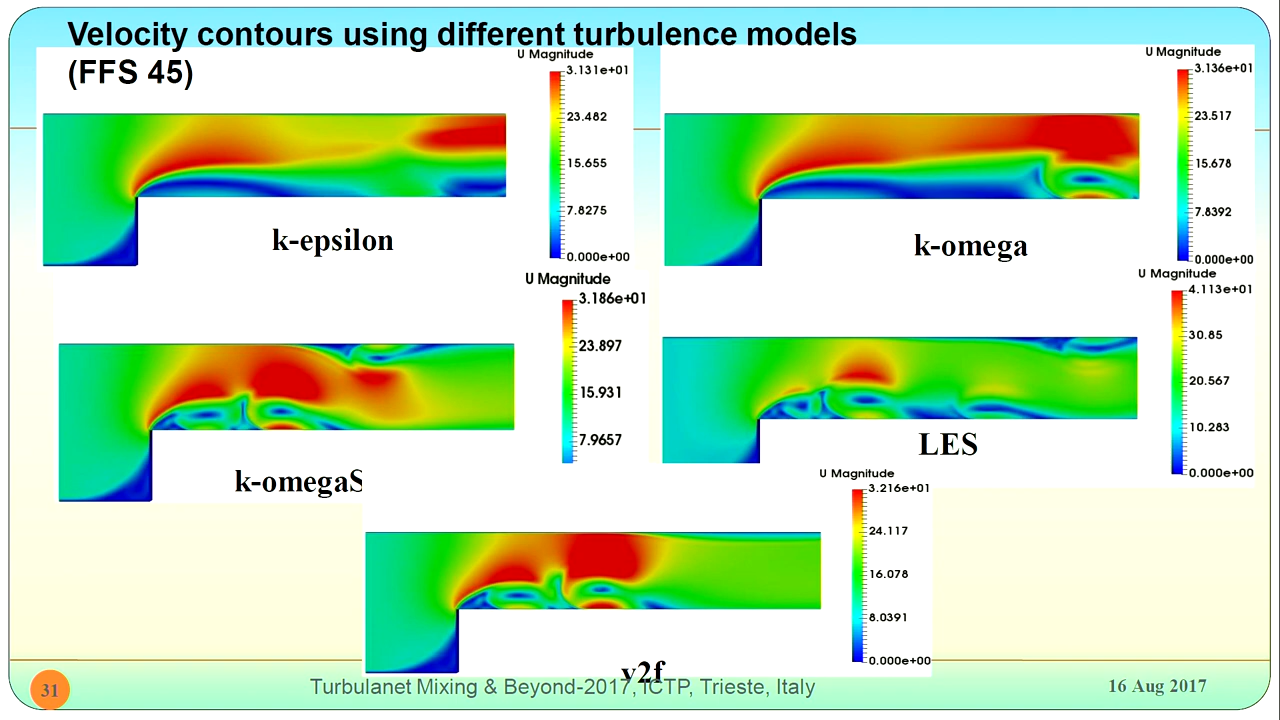 Velocity contours using different turbulence models
(FFS 45)
U Magnitude
3.131e+01
23.482
15.655
7.8275
0.000e+00
k-epsilon
U Magnitude
3.136e+01
23.517
15.678
7.8392
0.000e+00
k-omega
U Magnitude
3.186e+01
23.897
15.931
7.9657
k-omegaS
U Magnitude
4.113e+01
30.85
20.567
10.283
0.000e+00
LES
U Magnitude
3.216e+01
24.117
16.078
8.0391
0.000e+00
v2f
31
Turbulanet Mixing & Beyond-2017, ICTP, Trieste, Italy
16 Aug 2017